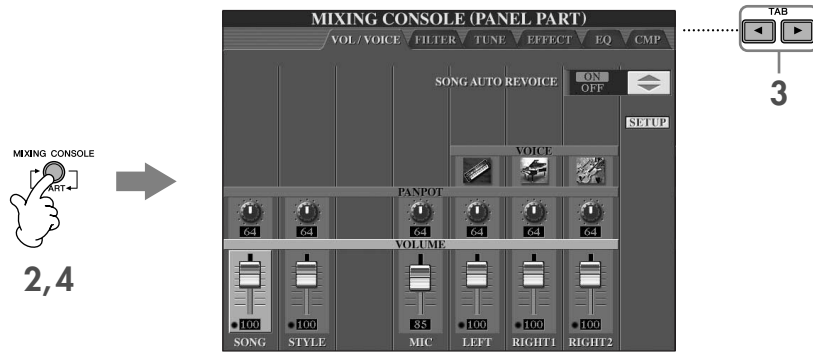 MIXING CONSOLE (PANEL PART)
VOL / VOICE FILTER TUNE EFFECT EQ CMP
TAB
3
SONG AUTO REVOICE ON
OFF
SETUP
MIXING CONSOLE
ART
2, 4
VOICE
PANPOT
64 64 64 64 64 64
VOLUME
100 100 85 100 100 100
SONG STYLE MIC LEFT RIGHT1 RIGHT2